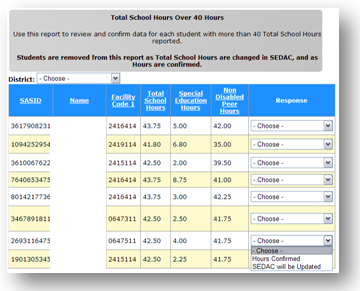 Total School Hours Over 40 Hours
Use this report to review and confirm data for each student with more than 40 Total School Hours
reported.
Students are removed from this report as Total School Hours are changed in SEDAC, and as
Hours are confirmed.
District: - Choose -
SASID Name Facility Code 1 Total School Hours Special Education Hours Non Disabled Peer Hours Response
3617908231 2416414 43.75 5.00 42.00 - Choose -
1094252954 2419114 41.80 6.80 35.00 - Choose -
3610067622 2415114 42.50 2.00 39.50 - Choose -
7640653475 2416414 43.75 8.75 41.00 - Choose -
8014217736 2416414 43.75 3.00 42.25 - Choose -
3467891811 0647311 42.50 2.50 41.75 - Choose -
2693116475 0647511 42.50 4.00 41.75 - Choose -
- Choose -
1901305345 2415114 42.50 2.25 41.75 Hours Confirmed
SEDAC will be Updated